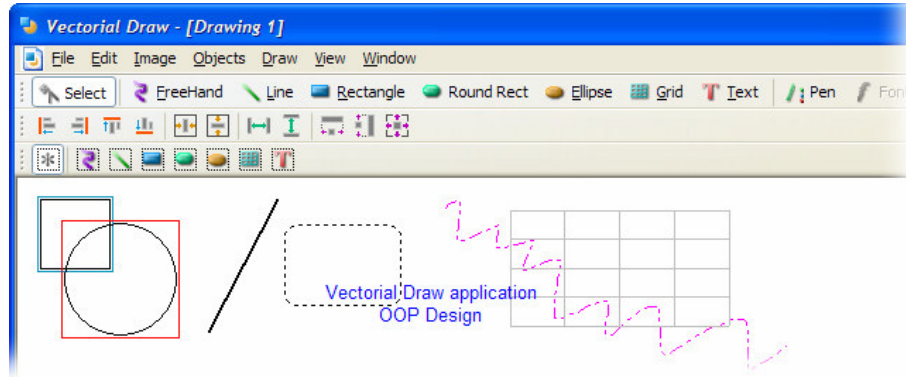 Vectorial Draw - [Drawing 1]
File Edit Image Objects Draw View Window
Select FreeHand Line Rectangle Round Rect Ellipse Grid Text Pen
Vectorial Draw application
OOP Design